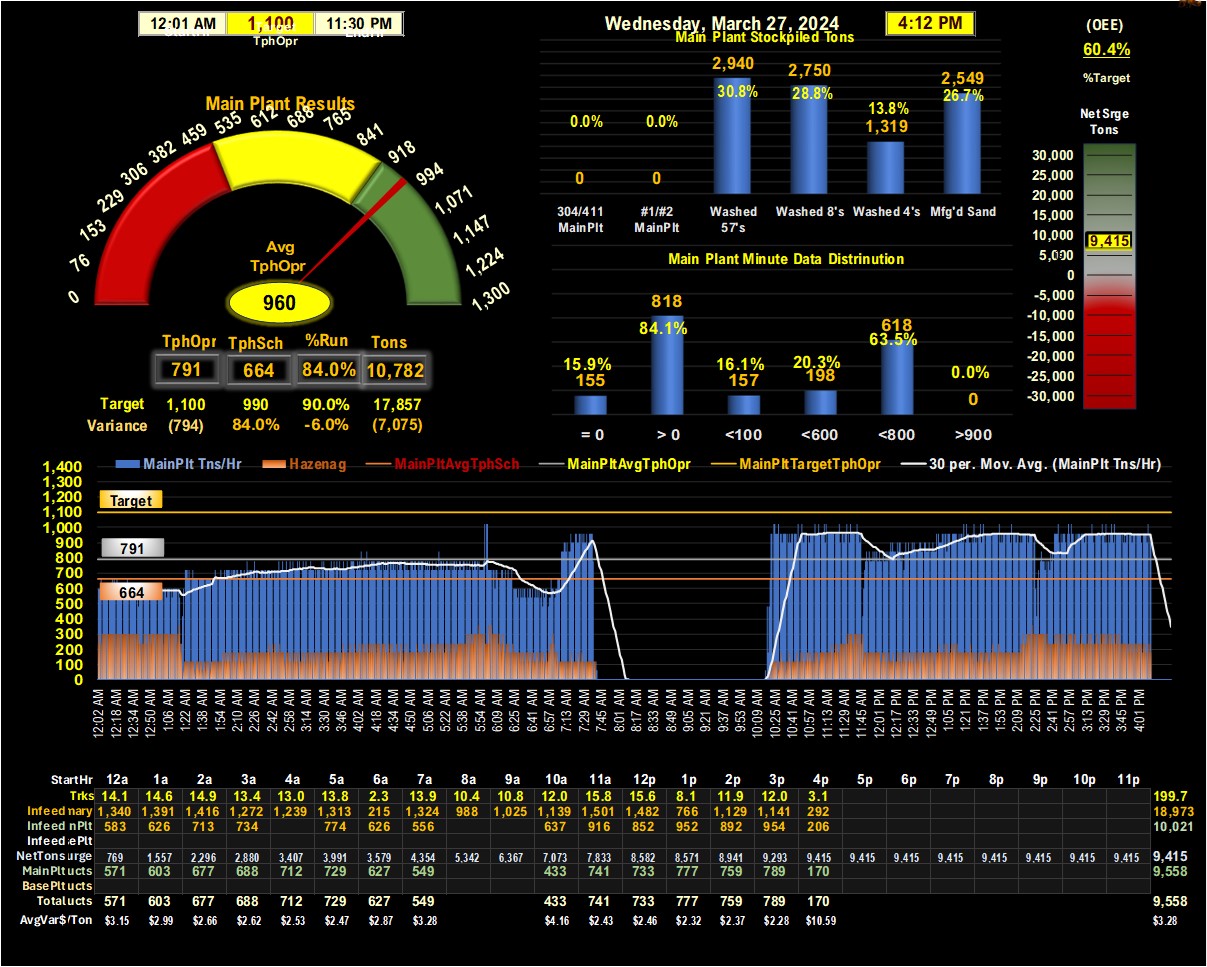 12:01 AM 1,100 11:30 PM
TphOpr
Wednesday, March 27, 2024 4:12 PM
(OEE)
60.4%
%Target
Net Srge
Tons
30,000
25,000
20,000
15,000
10,000
9,415
5,000
0
-5,000
-10,000
-15,000
-20,000
-25,000
-30,000
Main Plant Results
0 76 153 229 306 382 459 535 612 688 765 841 918 994 1,071 1,147 1,224 1,300
Avg
TphOpr
960
TphOpr TphSch %Run Tons
791 664 84.0% 10,782
Target 1,100 990 90.0% 17,857
Variance (794) 84.0% -6.0% (7,075)
Main Plant Stockpiled Tons
2,940 2,750 2,549
30.8% 28.8% 26.7%
0.0% 0.0% 13.8%
1,319
0 0
304/411 #1/#2 Washed Washed 8's Washed 4's Mfg'd Sand
MainPlt MainPlt 57's
Main Plant Minute Data Distrinution
818
84.1% 618
63.5%
15.9% 16.1% 20.3% 0.0%
155 157 198 0
= 0 > 0 <100 <600 <800 >900
MainPlt Tns/Hr Hazenag MainPltAvgTphSch MainPltAvgTphOpr MainPltTargetTphOpr 30 per. Mov. Avg. (MainPlt Tns/Hr)
1,400
1,300
1,200
1,100
1,000
900
800
700
600
500
400
300
200
100
0
Target
791
664
12:02 AM 12:18 AM 12:34 AM 12:50 AM 1:06 AM 1:22 AM 1:38 AM 1:54 AM 2:10 AM 2:26 AM 2:42 AM 2:58 AM 3:14 AM 3:30 AM 3:46 AM 4:02 AM 4:18 AM 4:34 AM 4:50 AM 5:06 AM 5:22 AM 5:38 AM 5:54 AM 6:09 AM 6:25 AM 6:41 AM 6:57 AM 7:13 AM 7:29 AM 7:45 AM 8:01 AM 8:17 AM 8:33 AM 8:49 AM 9:05 AM 9:21 AM 9:37 AM 9:53 AM 10:09 AM 10:25 AM 10:41 AM 10:57 AM 11:13 AM 11:29 AM 11:45 AM 12:01 PM 12:17 PM 12:33 PM 12:49 PM 1:05 PM 1:21 PM 1:37 PM 1:53 PM 2:09 PM 2:25 PM 2:41 PM 2:57 PM 3:13 PM 3:29 PM 3:45 PM 4:01 PM
StartHr 12a 1a 2a 3a 4a 5a 6a 7a 8a 9a 10a 11a 12p 1p 2p 3p 4p 5p 6p 7p 8p 9p 10p 11p
Trks 14.1 14.6 14.9 13.4 13.0 13.8 2.3 13.9 10.4 10.8 12.0 15.8 15.6 8.1 11.9 12.0 3.1 199.7
Infeed nary 1,340 1,391 1,416 1,272 1,239 1,313 215 1,324 988 1,025 1,139 1,501 1,482 766 1,129 1,141 292 18,973
Infeed nPlt 583 626 713 734 774 626 556 637 916 852 952 892 954 206 10,021
Infeed ePlt
NetTonsurge 769 1,557 2,296 2,880 3,407 3,991 3,579 4,354 5,342 6,367 7,073 7,833 8,582 8,571 8,941 9,293 9,415 9,415 9,415 9,415 9,415 9,415 9,415 9,415 9,415
MainPltucts 571 603 677 688 712 729 627 549 433 741 733 777 759 789 170 9,558
BasePltucts
Totalucts 571 603 677 688 712 729 627 549 433 741 733 777 759 789 170 9,558
AvgVar$/Ton $3.15 $2.99 $2.66 $2.62 $2.53 $2.47 $2.87 $3.28 $4.16 $2.43 $2.46 $2.32 $2.37 $2.28 $10.59 $3.28